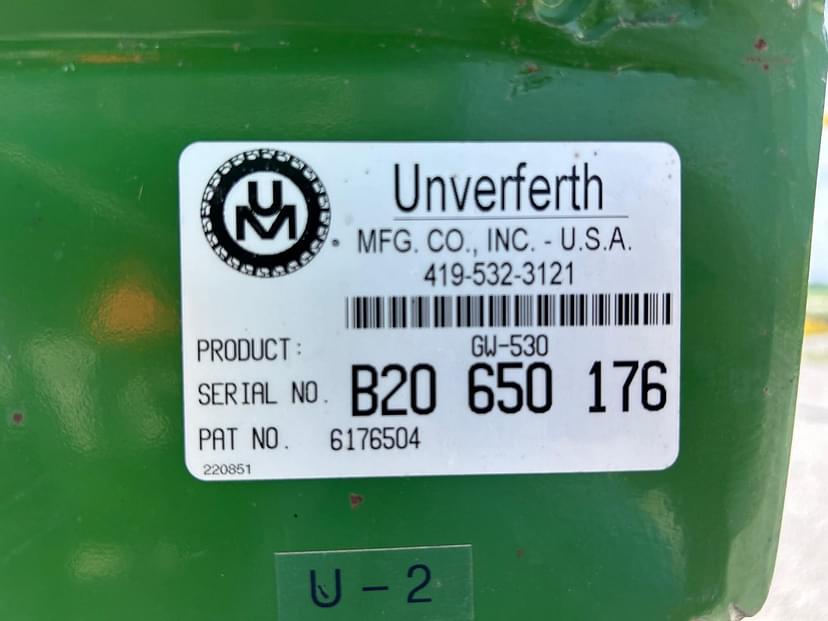 UM
Unverferth
MFG. CO., INC. - U.S.A.
419-532-3121
PRODUCT: GW-530
SERIAL NO. B20 650 176
PAT NO. 6176504
220851
U-2